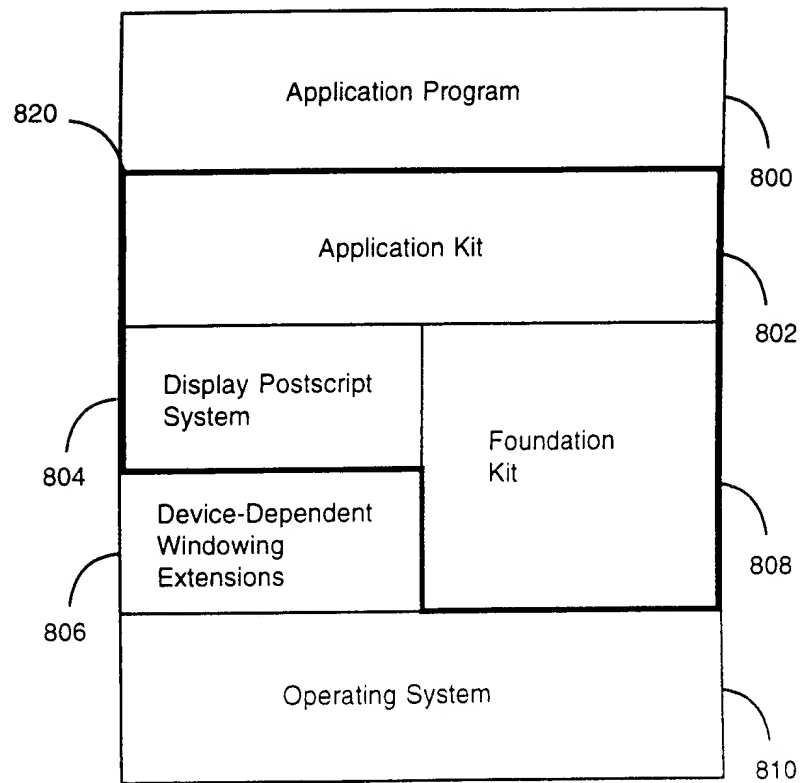 Application Program
820
800
Application Kit
802
Display Postscript
System
Foundation
Kit
804
Device-Dependent
Windowing
Extensions
808
806
Operating System
810